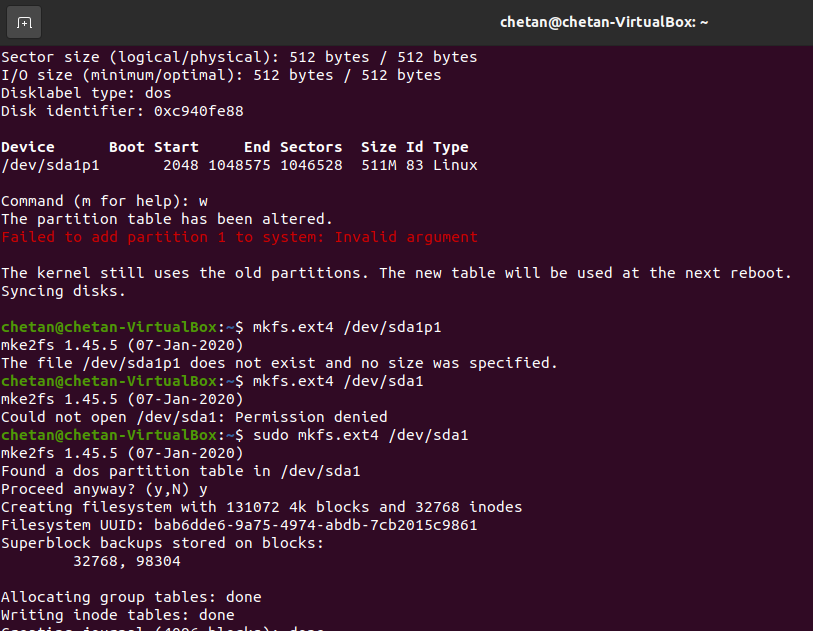 chetan@chetan-VirtualBox: ~
Sector size (logical/physical): 512 bytes / 512 bytes
I/O size (minimum/optimal): 512 bytes / 512 bytes
Disklabel type: dos
Disk identifier: 0xc940fe88
Device      Boot Start     End Sectors  Size Id Type
/dev/sda1p1       2048 1048575 1046528  511M 83 Linux
Command (m for help): w
The partition table has been altered.
Failed to add partition 1 to system: Invalid argument
The kernel still uses the old partitions. The new table will be used at the next reboot.
Syncing disks.
chetan@chetan-VirtualBox:~$ mkfs.ext4 /dev/sda1p1
mke2fs 1.45.5 (07-Jan-2020)
The file /dev/sda1p1 does not exist and no size was specified.
chetan@chetan-VirtualBox:~$ mkfs.ext4 /dev/sda1
mke2fs 1.45.5 (07-Jan-2020)
Could not open /dev/sda1: Permission denied
chetan@chetan-VirtualBox:~$ sudo mkfs.ext4 /dev/sda1
mke2fs 1.45.5 (07-Jan-2020)
Found a dos partition table in /dev/sda1
Proceed anyway? (y,N) y
Creating filesystem with 131072 4k blocks and 32768 inodes
Filesystem UUID: bab6dde6-9a75-4974-abdb-7cb2015c9861
Superblock backups stored on blocks:
        32768, 98304
Allocating group tables: done
Writing inode tables: done
Creating journal (4096 blocks): done